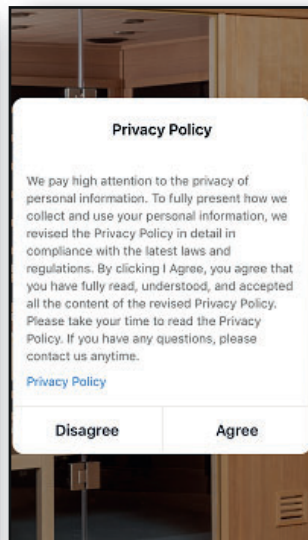 Privacy Policy
We pay high attention to the privacy of
personal information. To fully present how we
collect and use your personal information, we
revised the Privacy Policy in detail in
compliance with the latest laws and
regulations. By clicking I Agree, you agree that
you have fully read, understood, and accepted
all the content of the revised Privacy Policy.
Please take your time to read the Privacy
Policy. If you have any questions, please
contact us anytime.
Privacy Policy
Disagree
Agree